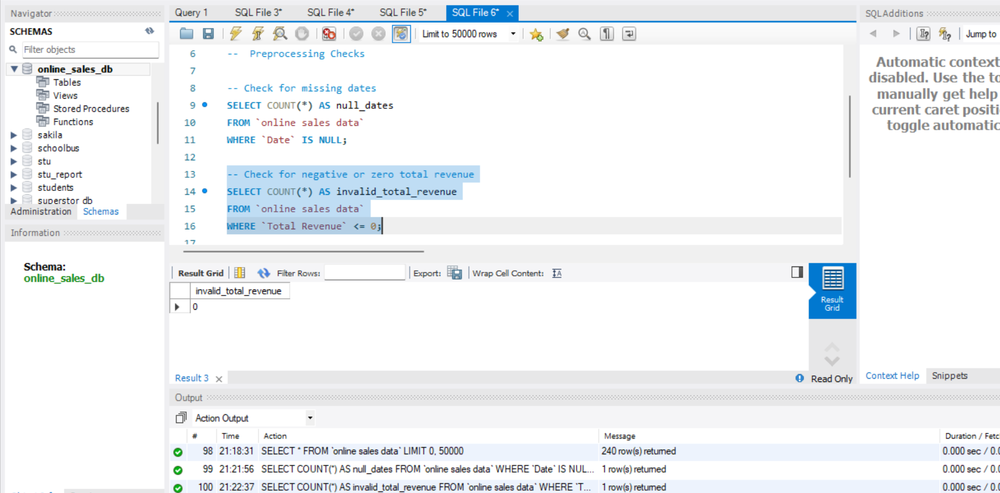 Navigator
SCHEMAS
Filter objects
online_sales_db
Tables
Views
Stored Procedures
Functions
sakila
schoolbus
stu
stu_report
students
superstor_db
Administration Schemas
Information
Schema:
online_sales_db
Query 1 SQL File 3* SQL File 4* SQL File 5* SQL File 6*
Limit to 50000 rows
6 -- Preprocessing Checks
7
8 -- Check for missing dates
9 SELECT COUNT(*) AS null_dates
10 FROM `online sales data`
11 WHERE `Date` IS NULL;
12
13 -- Check for negative or zero total revenue
14 SELECT COUNT(*) AS invalid_total_revenue
15 FROM `online sales data`
16 WHERE `Total Revenue` <= 0;
17
Result Grid Filter Rows: Export: Wrap Cell Content:
invalid_total_revenue
0
Result Grid
Result 3
Read Only
Output
Action Output
# Time Action Message Duration / Fetc
98 21:18:31 SELECT * FROM `online sales data` LIMIT 0, 50000 240 row(s) returned 0.000 sec / 0.0
99 21:21:56 SELECT COUNT(*) AS null_dates FROM `online sales data` WHERE `Date` IS NUL... 1 row(s) returned 0.000 sec / 0.0
100 21:22:37 SELECT COUNT(*) AS invalid_total_revenue FROM `online sales data` WHERE `T... 1 row(s) returned 0.000 sec / 0.0
SQLAdditions
Jump to
Automatic context
disabled. Use the to
manually get help
current caret positi
toggle automatic
Context Help Snippets